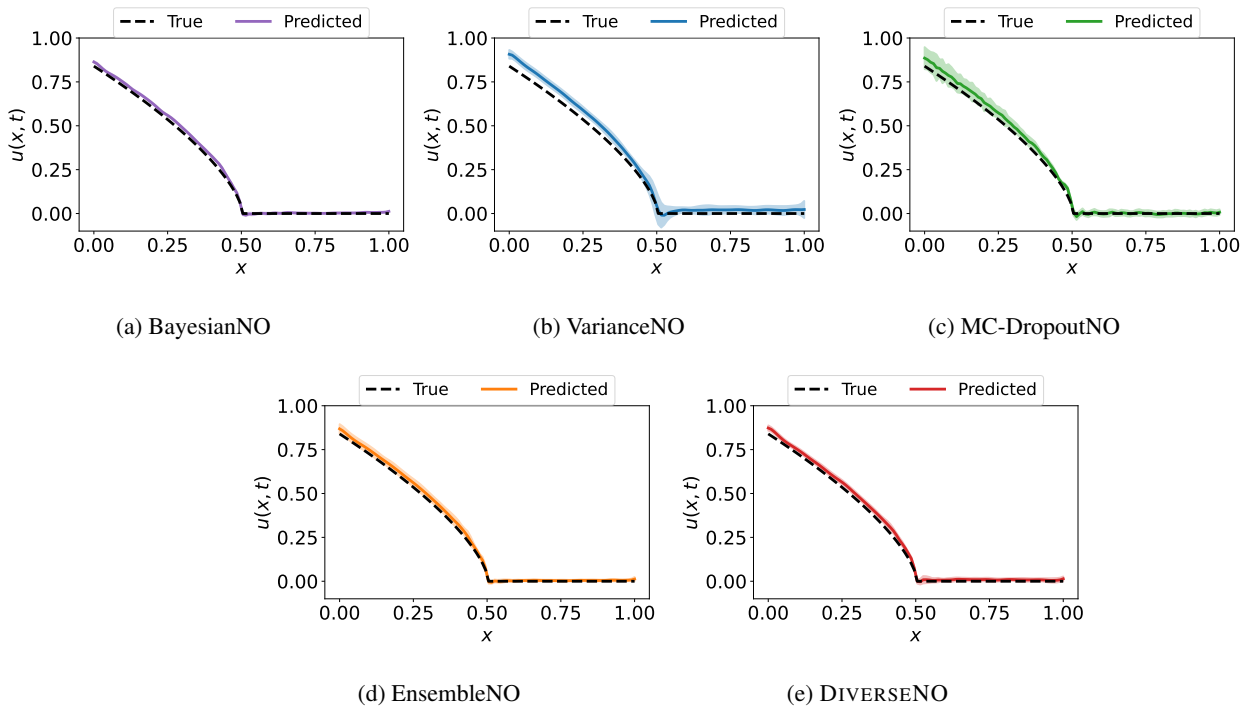 True Predicted
True Predicted
True Predicted
1.00
0.75
0.50
0.25
0.00
u(x, t)
0.00 0.25 0.50 0.75 1.00
x
1.00
0.75
0.50
0.25
0.00
u(x, t)
0.00 0.25 0.50 0.75 1.00
x
1.00
0.75
0.50
0.25
0.00
u(x, t)
0.00 0.25 0.50 0.75 1.00
x
(a) BayesianNO
(b) VarianceNO
(c) MC-DropoutNO
True Predicted
True Predicted
1.00
0.75
0.50
0.25
0.00
u(x, t)
0.00 0.25 0.50 0.75 1.00
x
1.00
0.75
0.50
0.25
0.00
u(x, t)
0.00 0.25 0.50 0.75 1.00
x
(d) EnsembleNO
(e) DIVERSENO